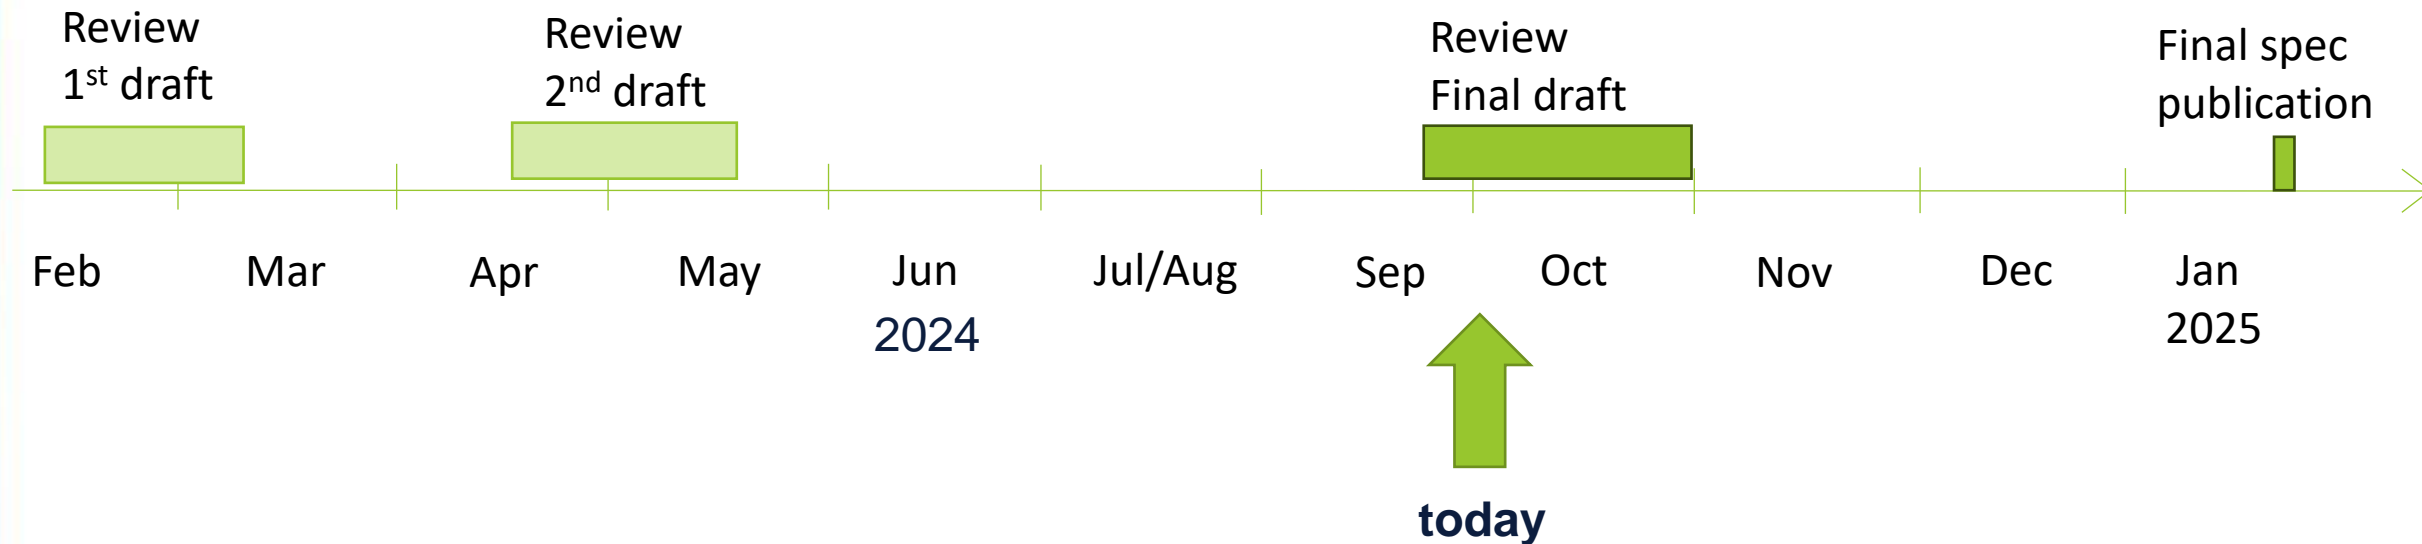 Review
1st draft
Review
2nd draft
Review
Final draft
Final spec
publication
Feb
Mar
Apr
May
Jun
Jul/Aug
Sep
Oct
Nov
Dec
Jan
2024
2025
today